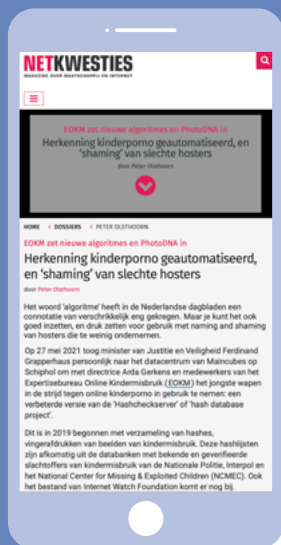 NETKWESTIES
MAGAZINE OVER MAATSCHAPPIJ EN INTERNET
EOKM zet nieuwe algoritmes en PhotoDNA in
Herkenning kinderporno geautomatiseerd, en
'shaming' van slechte hosters
door Peter Olsthoorn
HOME < DOSSIERS < PETER OLSTHOORN
EOKM zet nieuwe algoritmes en PhotoDNA in
Herkenning kinderporno geautomatiseerd,
en 'shaming' van slechte hosters
door Peter Olsthoorn
Het woord 'algoritme' heeft in de Nederlandse dagbladen een
connotatie van verschrikkelijk eng gekregen. Maar je kunt het ook
goed inzetten, en druk zetten voor gebruik met naming and shaming
van hosters die te weinig ondernemen.
Op 27 mei 2021 toog minister van Justitie en Veiligheid Ferdinand
Grapperhaus persoonlijk naar het datacentrum van Maincubes op
Schiphol om met directrice Arda Gerkens en medewerkers van het
Expertisebureau Online Kindermisbruik (EOKM) het jongste wapen
in de strijd tegen online kinderporno in gebruik te nemen: een
verbeterde versie van de 'Hashcheckserver' of 'hash database
project'.
Dit is in 2019 begonnen met verzameling van hashes,
vingerafdrukken van beelden van kindermisbruik. Deze hashlijsten
zijn afkomstig uit de databanken met bekende en geverifieerde
slachtoffers van kindermisbruik van de Nationale Politie, Interpol en
het National Center for Missing & Exploited Children (NCMEC). Ook
het bestand van Internet Watch Foundation komt er nog bij.